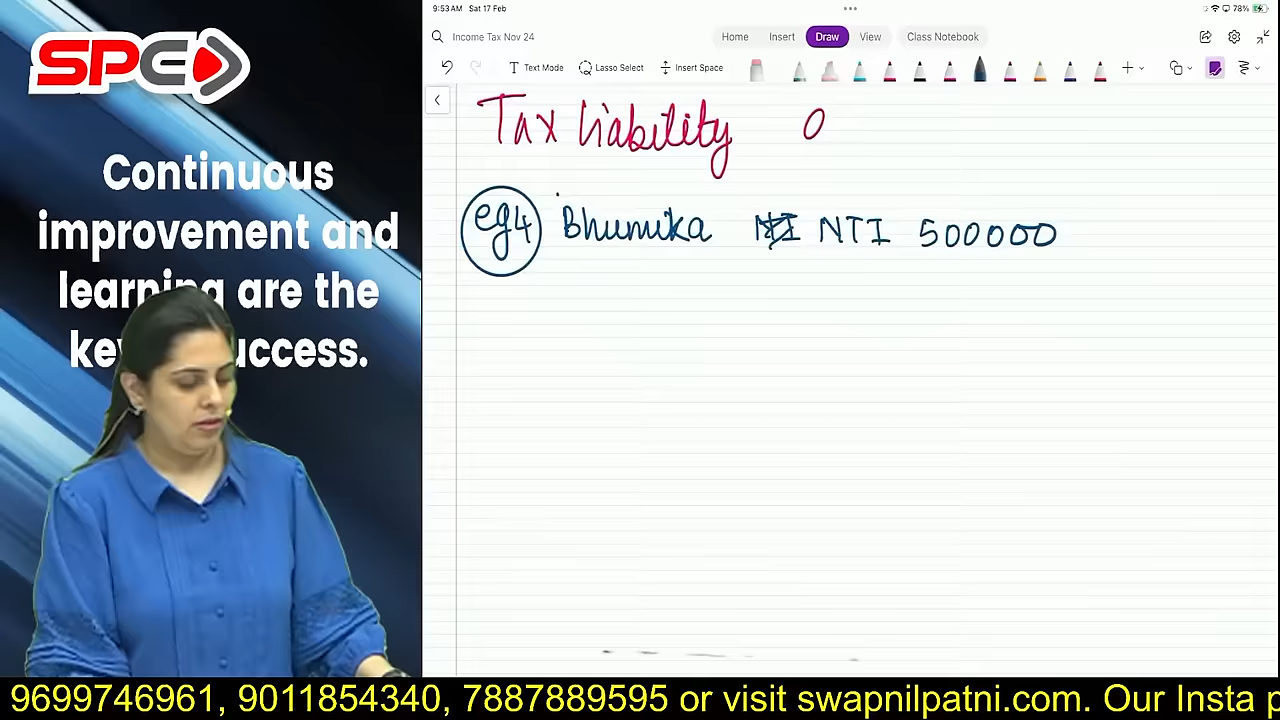 SPE
Continuous
improvement and
learning are the
key success.
9:53 AM Sat 17 Feb
78%
Income Tax Nov 24
Home Insert Draw View Class Notebook
Text Mode Lasso Select Insert Space
Tax liability 0
eg4 Bhumika NTI 500000
9699746961, 9011854340, 7887889595 or visit swapnilpatni.com. Our Insta p